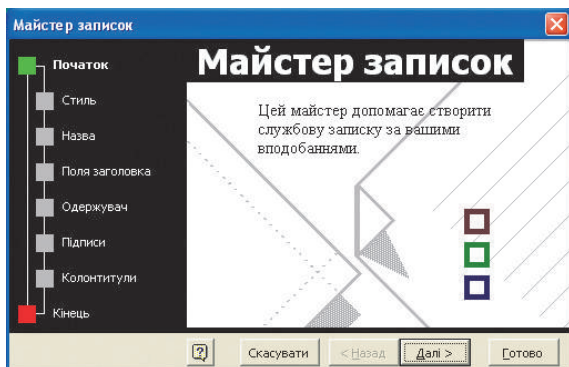 Майстер записок
Початок
Стиль
Назва
Поля заголовка
Одержувач
Підписи
Колонтитули
Кінець
Майстер записок
Цей майстер допомагає створити
службову записку за вашими
вподобаннями.
?
Скасувати
< Назад
Далі >
Готово